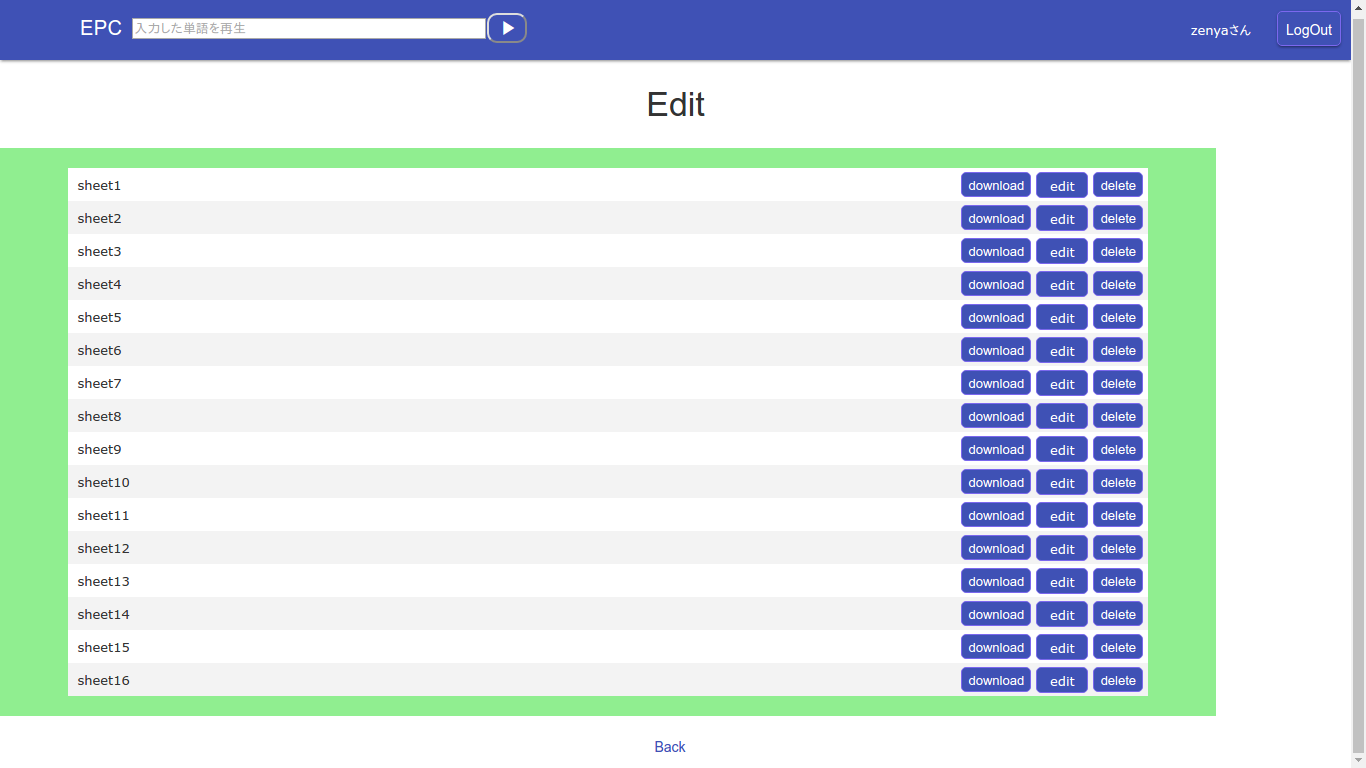 EPC 入力した単語を再生 zenyaさん LogOut
Edit
sheet1 download edit delete
sheet2 download edit delete
sheet3 download edit delete
sheet4 download edit delete
sheet5 download edit delete
sheet6 download edit delete
sheet7 download edit delete
sheet8 download edit delete
sheet9 download edit delete
sheet10 download edit delete
sheet11 download edit delete
sheet12 download edit delete
sheet13 download edit delete
sheet14 download edit delete
sheet15 download edit delete
sheet16 download edit delete
Back